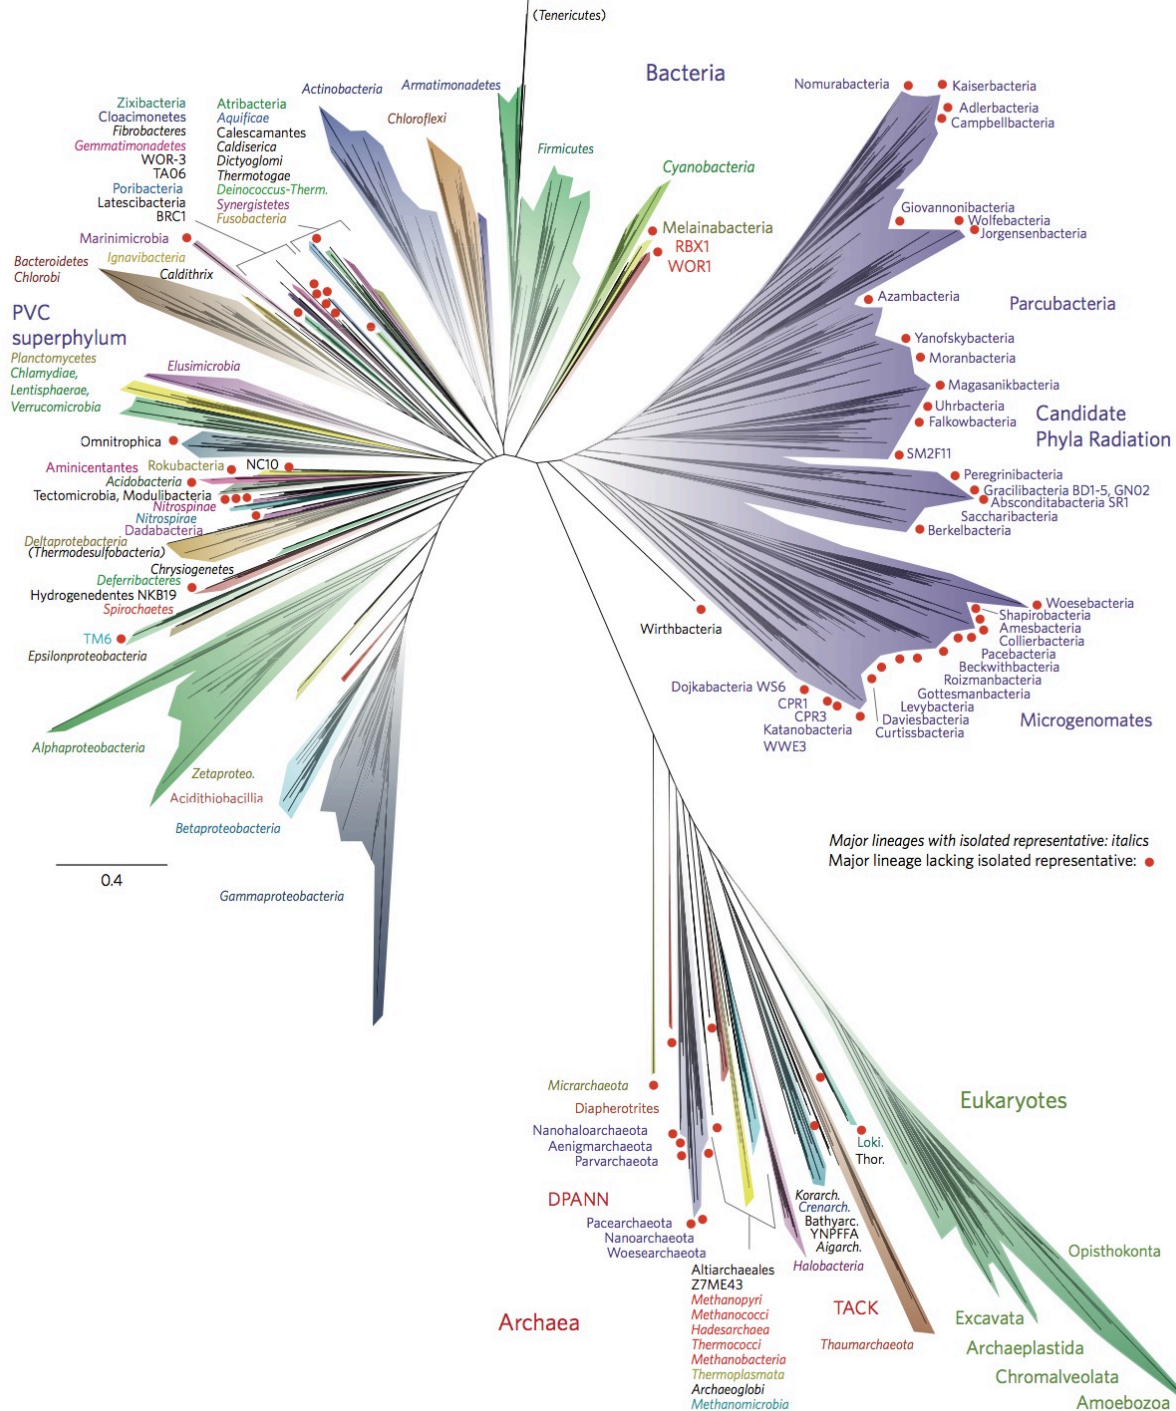 (Tenericutes)
Bacteria
Actinobacteria
Armatimonadetes
Chloroflexi
Firmicutes
Cyanobacteria
Melainabacteria
RBX1
WOR1
Zixibacteria
Cloacimonetes
Fibrobacteres
Gemmatimonadetes
WOR-3
TA06
Poribacteria
Latescibacteria
BRC1
Atribacteria
Aquificae
Calescamantes
Caldiserica
Dictyoglomi
Thermotogae
Deinococcus-Therm.
Synergistetes
Fusobacteria
Marinimicrobia
Ignavibacteria
Caldithrix
Bacteroidetes
Chlorobi
PVC
superphylum
Planctomycetes
Chlamydiae,
Lentisphaerae,
Verrucomicrobia
Elusimicrobia
Omnitrophica
Aminicentantes
Rokubacteria
NC10
Acidobacteria
Tectomicrobia, Modulibacteria
Nitrospinae
Nitrospirae
Dadabacteria
Deltaprotebacteria
(Thermodesulfobacteria)
Chrysiogenetes
Deferribacteres
Hydrogenedentes NKB19
Spirochaetes
TM6
Epsilonproteobacteria
Alphaproteobacteria
Zetaproteo.
Acidithiobacillia
Betaproteobacteria
Gammaproteobacteria
0.4
Nomurabacteria
Kaiserbacteria
Adlerbacteria
Campbellbacteria
Giovannonibacteria
Wolfebacteria
Jorgensenbacteria
Azambacteria
Parcubacteria
Yanofskybacteria
Moranbacteria
Magasanikbacteria
Uhrbacteria
Falkowbacteria
Candidate
Phyla Radiation
SM2F11
Peregrinibacteria
Gracilibacteria BD1-5, GN02
Absconditabacteria SR1
Saccharibacteria
Berkelbacteria
Wirthbacteria
Woesebacteria
Shapirobacteria
Amesbacteria
Collierbacteria
Pacebacteria
Beckwithbacteria
Roizmanbacteria
Gottesmanbacteria
Levybacteria
Daviesbacteria
Curtissbacteria
Microgenomates
Dojkabacteria WS6
CPR1
CPR3
Katanobacteria
WWE3
Major lineages with isolated representative: italics
Major lineage lacking isolated representative:
Micrarchaeota
Diapherotrites
Nanohaloarchaeota
Aenigmarchaeota
Parvarchaeota
DPANN
Pacearchaeota
Nanoarchaeota
Woesearchaeota
Archaea
Altiarchaeales
Z7ME43
Methanopyri
Methanococci
Hadesarchaea
Thermococci
Methanobacteria
Thermoplasmata
Archaeoglobi
Methanomicrobia
Halobacteria
Korarch.
Crenarch.
Bathyarc.
YNPFFA
Aigarch.
TACK
Thaumarchaeota
Loki.
Thor.
Eukaryotes
Opisthokonta
Excavata
Archaeplastida
Chromalveolata
Amoebozoa